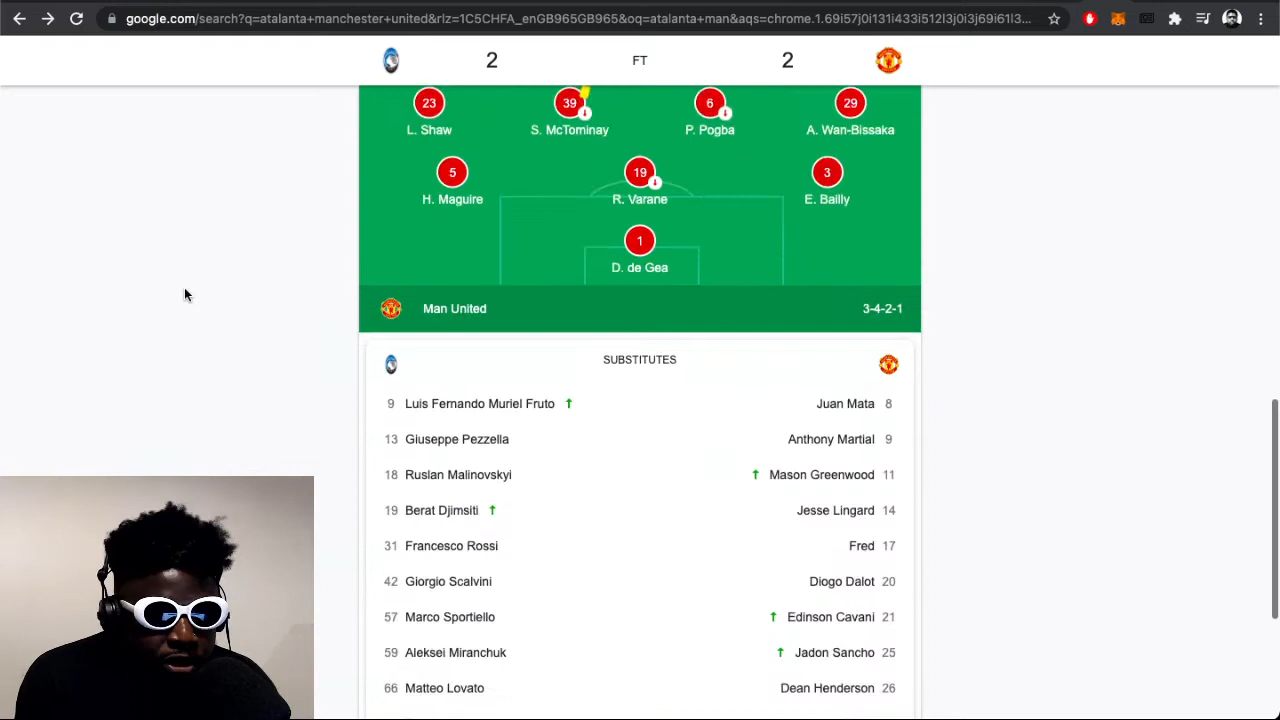 google.com/search?q=atalanta+manchester+united&rlz=1C5CHFA_enGB965GB965&oq=atalanta+man&aqs=chrome.1.69i57j0i131i433i512l3j0i3j69i61l3...
2 FT 2
23 39 6 29
L. Shaw S. McTominay P. Pogba A. Wan-Bissaka
5 19 3
H. Maguire R. Varane E. Bailly
1
D. de Gea
Man United 3-4-2-1
SUBSTITUTES
9 Luis Fernando Muriel Fruto Juan Mata 8
13 Giuseppe Pezzella Anthony Martial 9
18 Ruslan Malinovskyi Mason Greenwood 11
19 Berat Djimsiti Jesse Lingard 14
31 Francesco Rossi Fred 17
42 Giorgio Scalvini Diogo Dalot 20
57 Marco Sportiello Edinson Cavani 21
59 Aleksei Miranchuk Jadon Sancho 25
66 Matteo Lovato Dean Henderson 26